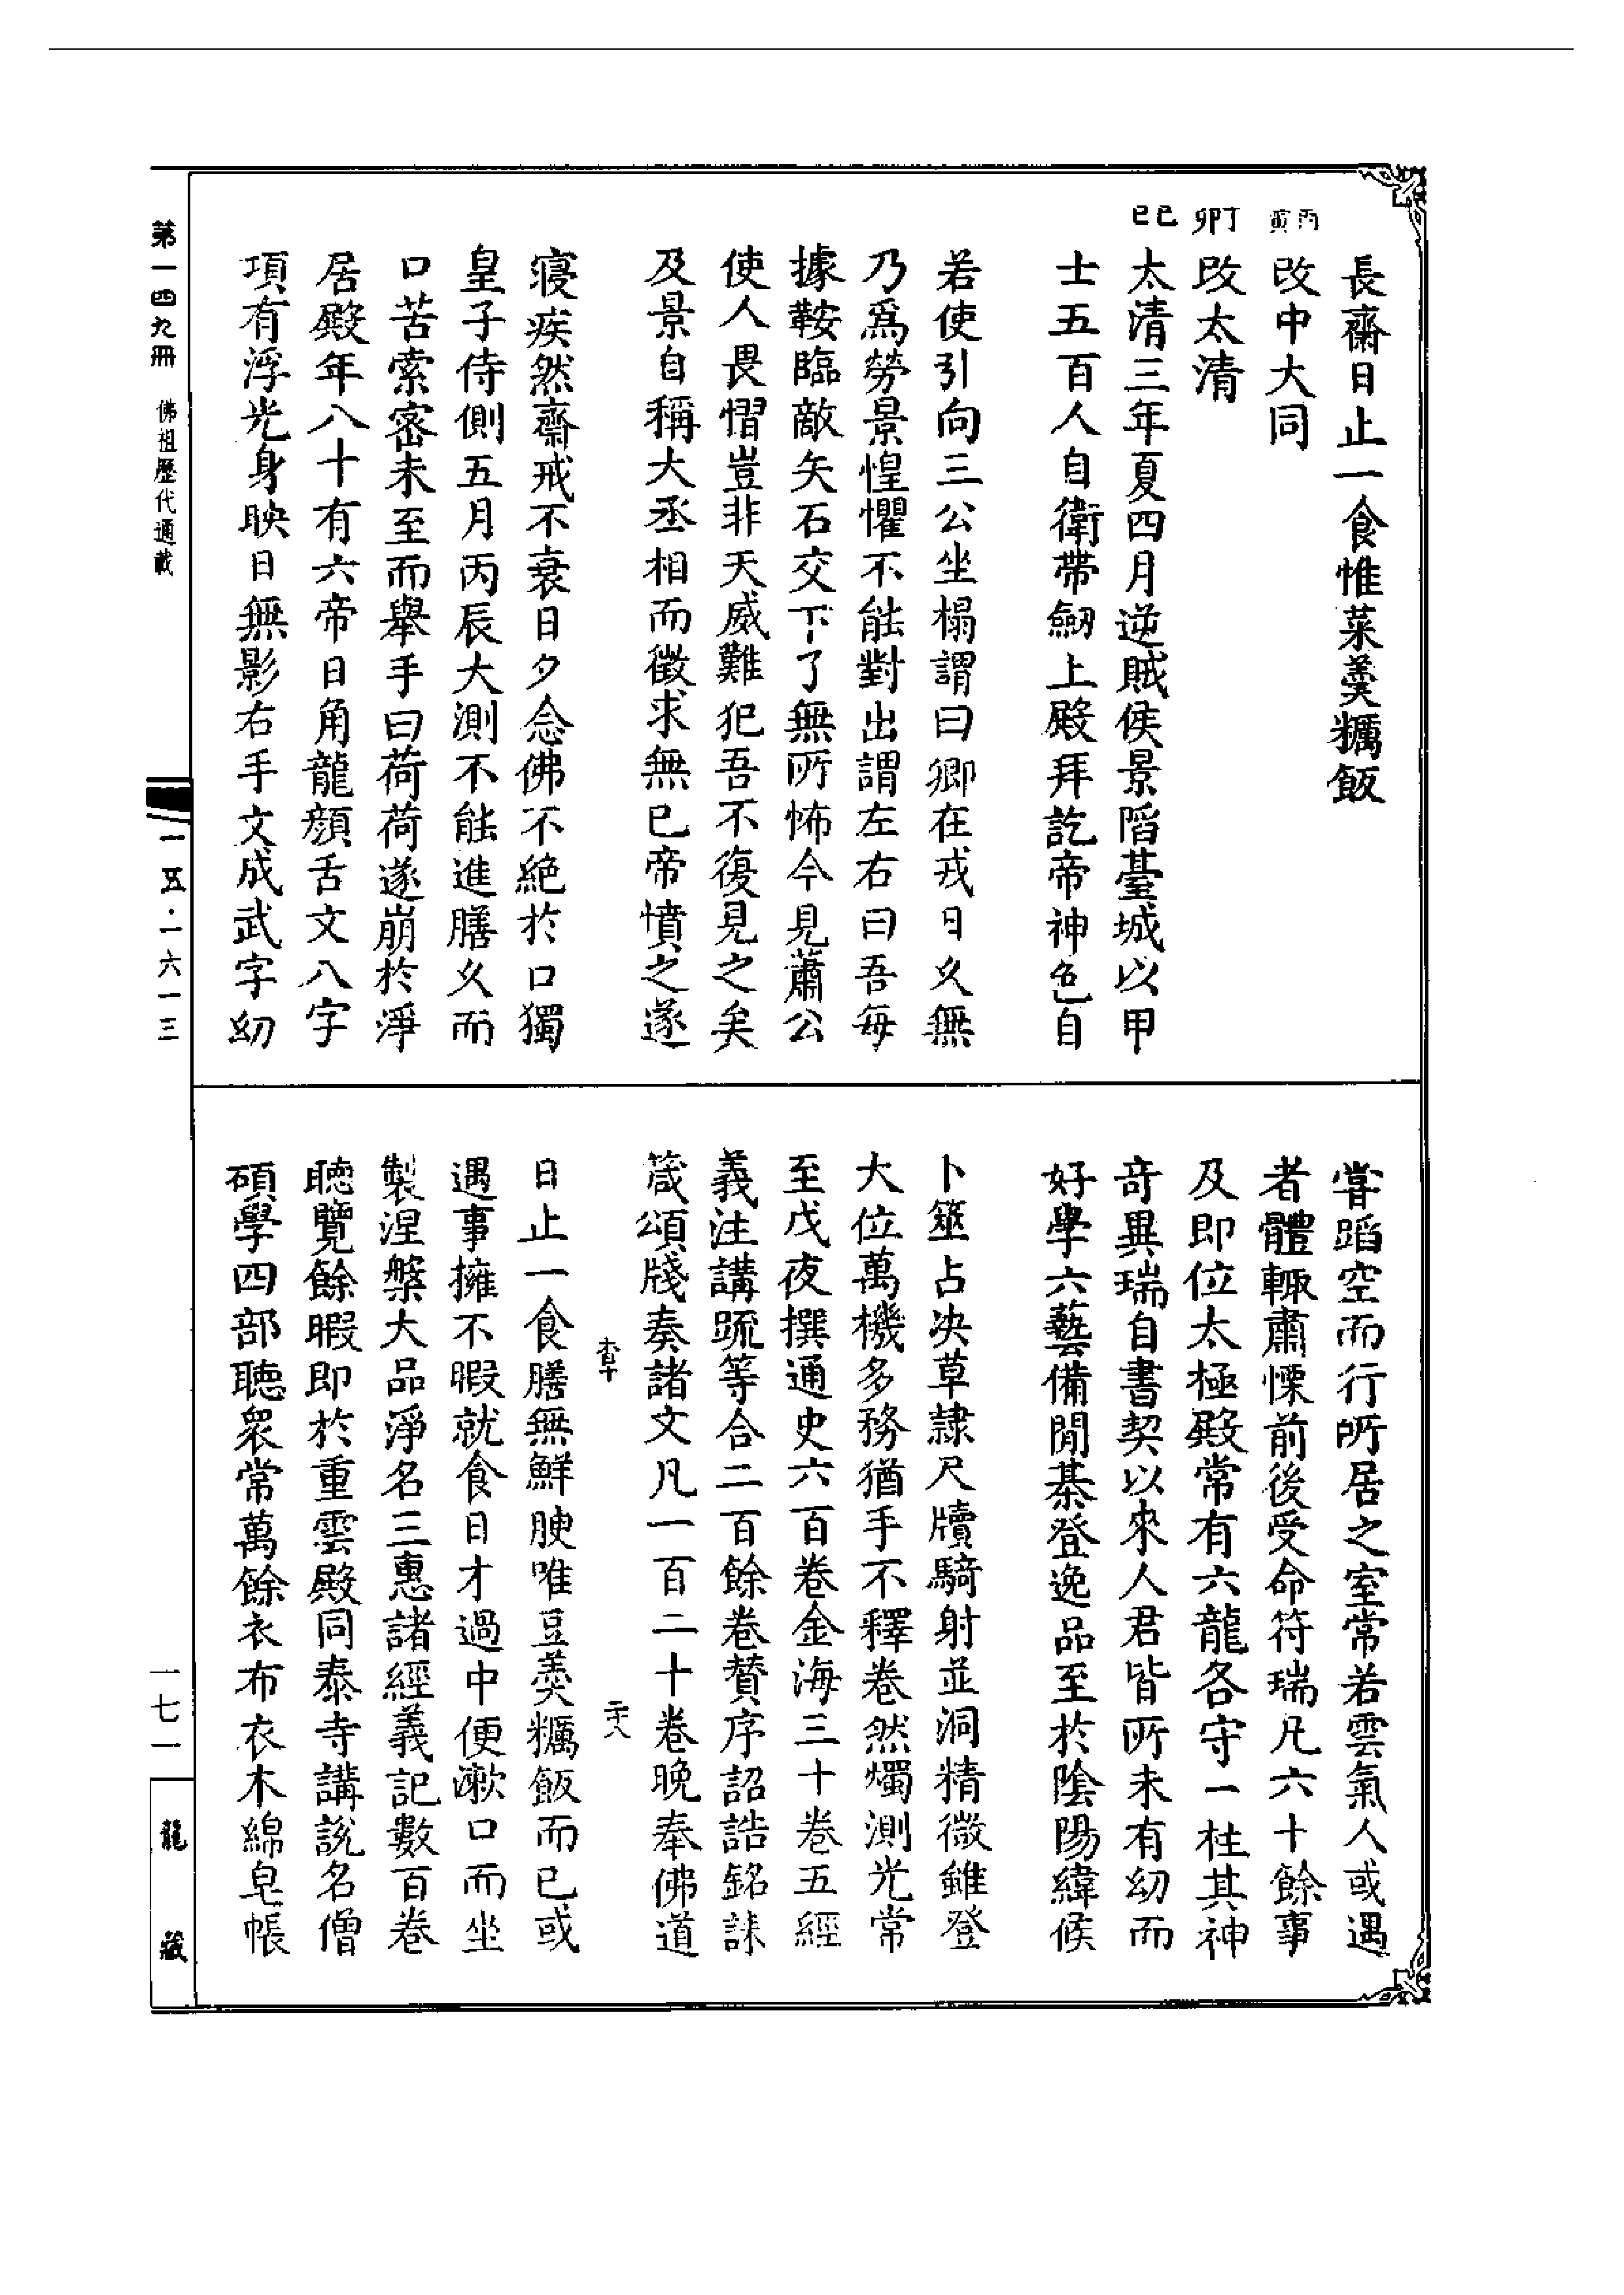 長齋日止一食惟菜羮糲飯
丙寅
改中大同
丁卯
改太清
己巳
太清三年夏四月逆賊侯景陷臺城以甲
士五百人自衛帶劒上殿拜訖帝神色自
若使引向三公坐榻謂曰卿在戎日久無
乃爲勞景惶懼不能對出謂左右曰吾每
據鞍臨敵矢石交下了無所怖今見蕭公
使人畏慴豈非天威難犯吾不復見之矣
及景自稱大丞相而徵求無已帝憤之遂
寢疾然齋戒不衰日夕念佛不絕於口獨
皇子侍側五月丙辰大測不能進膳久而
口苦索密未至而舉手曰荷荷遂崩於淨
居殿年八十有六帝日角龍顔舌文八字
項有浮光身映日無影右手文成武字幼
甞蹈空而行所居之室常若雲氣人或遇
者體輒肅慄前後受命符瑞凡六十餘事
及即位太極殿常有六龍各守一柱其神
竒異瑞自書契以來人君皆所未有幼而
好學六藝備閒棊登逸品至於隂陽緯候
卜筮占决草隷尺牘騎射並洞精微雖登
大位萬機多務猶手不釋卷然燭測光常
至戊夜撰通史六百卷金海三十卷五經
義注講䟽等合二百餘卷贊序詔誥銘誄
箴頌牋奏諸文凡一百二十卷晚奉佛道
日止一食膳無鮮腴唯豆羮糲飯而已或
遇事擁不暇就食日才過中便漱口而坐
製涅槃大品淨名三惠諸經義記數百卷
聽覽餘暇即於重雲殿同泰寺講說名僧
碩學四部聽衆常萬餘衣布衣木綿皂帳
第一四九冊 佛祖歷代通載
一五·一六一三
一七一
龍藏